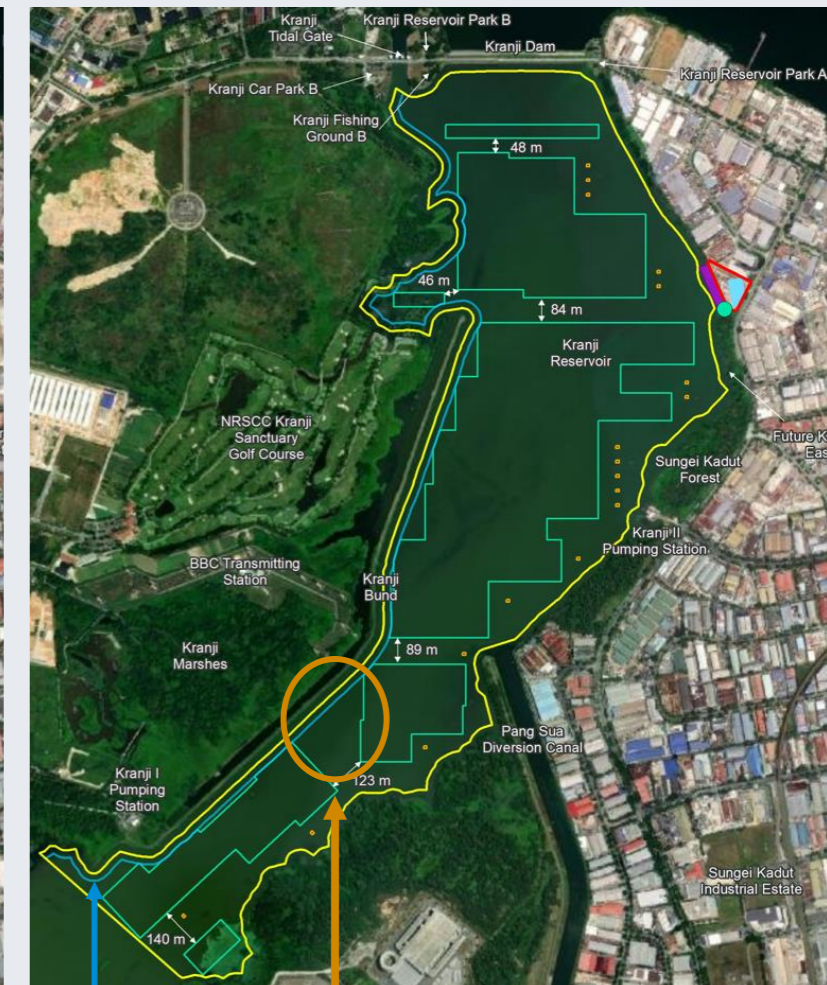 Kranji
Tidal Gate
Kranji Reservoir Park B
Kranji Dam
Kranji Reservoir Park A
Kranji Car Park B
Kranji Fishing
Ground B
48 m
46 m
84 m
Kranji
Reservoir
NRSCC Kranji
Sanctuary
Golf Course
Future K
East
Sungei Kadut
Forest
Kranji II
Pumping Station
BBC Transmitting
Station
Kranji
Bund
Kranji
Marshes
89 m
Pang Sua
Diversion Canal
Kranji I
Pumping
Station
123 m
Sungei Kadut
Industrial Estate
140 m